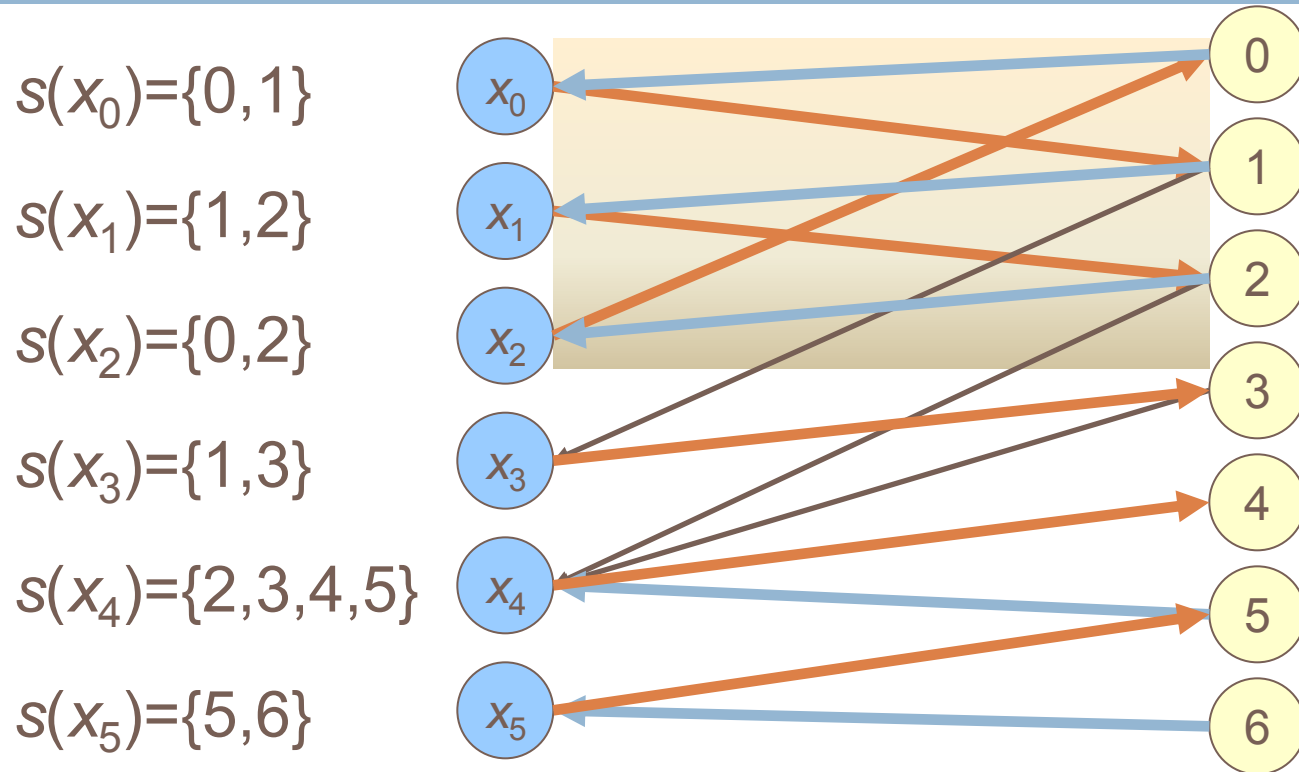 s(x₀)={0,1}
s(x₁)={1,2}
s(x₂)={0,2}
s(x₃)={1,3}
s(x₄)={2,3,4,5}
s(x₅)={5,6}
x₀
x₁
x₂
x₃
x₄
x₅
0
1
2
3
4
5
6